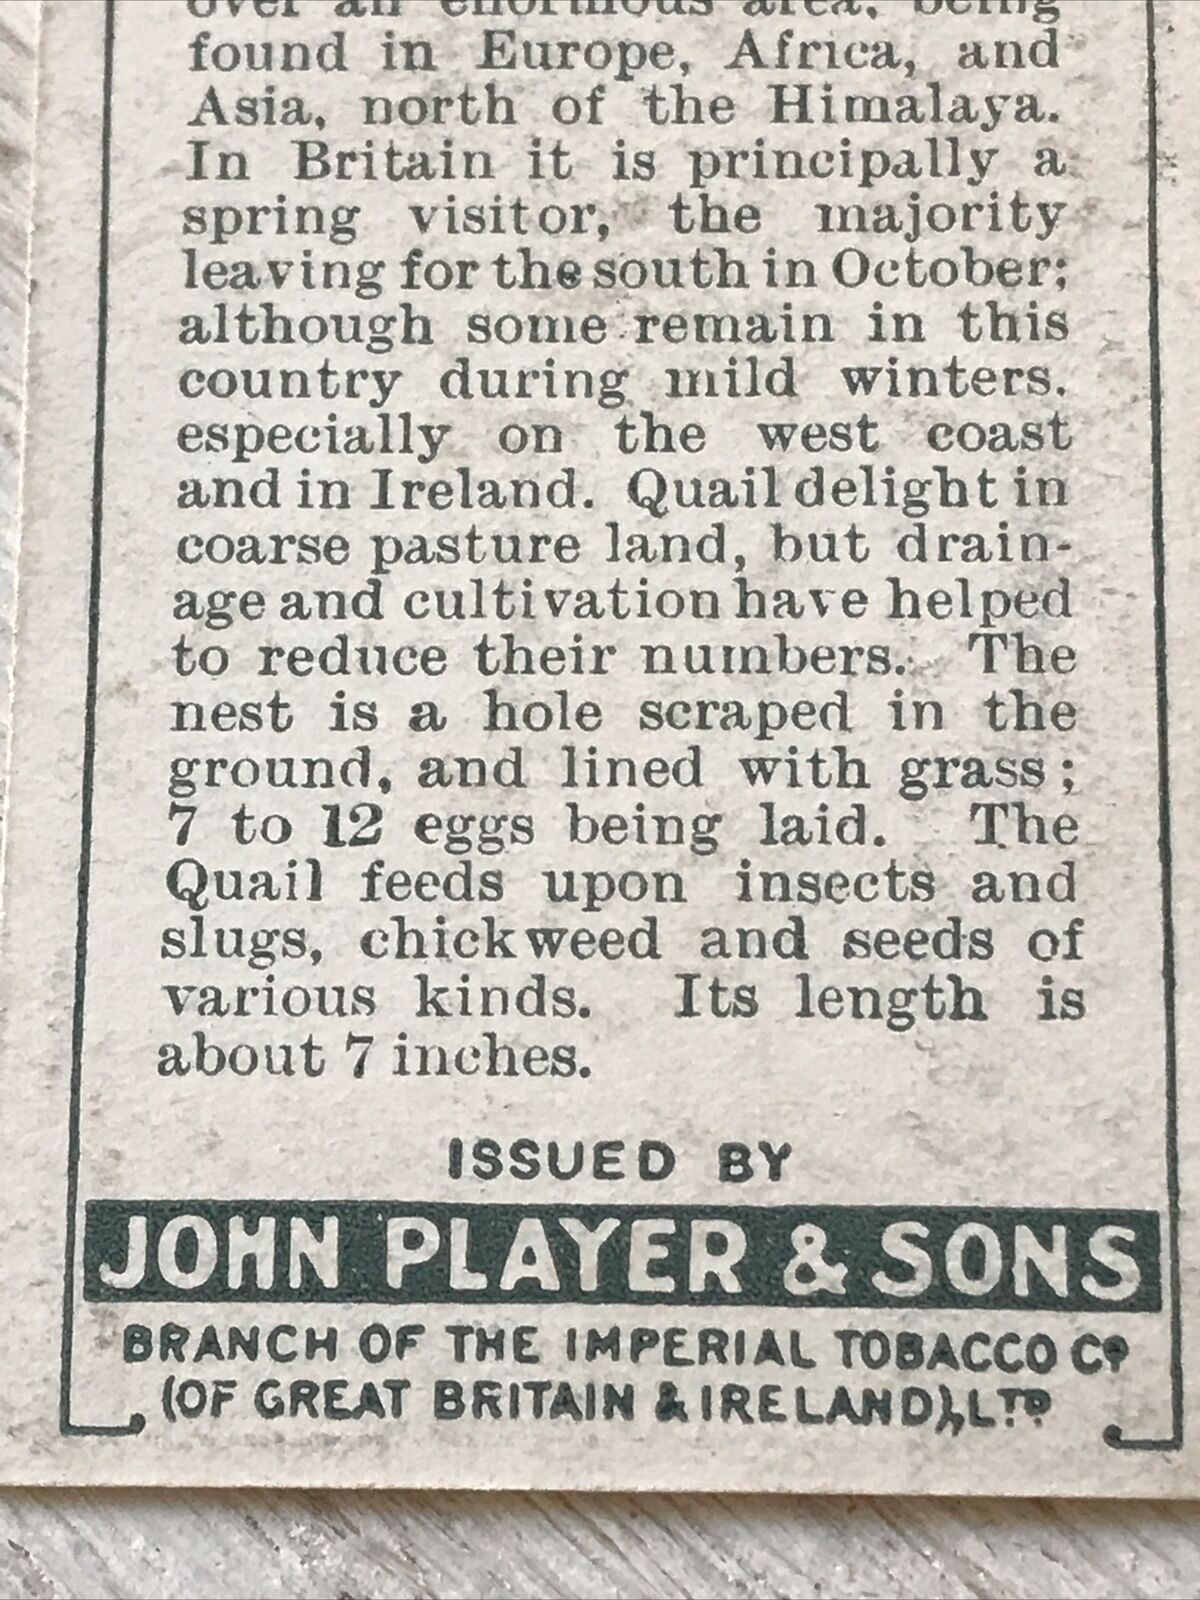 over an enormous area, being
found in Europe, Africa, and
Asia, north of the Himalaya.
In Britain it is principally a
spring visitor, the majority
leaving for the south in October;
although some remain in this
country during mild winters,
especially on the west coast
and in Ireland. Quail delight in
coarse pasture land, but drain-
age and cultivation have helped
to reduce their numbers. The
nest is a hole scraped in the
ground, and lined with grass;
7 to 12 eggs being laid. The
Quail feeds upon insects and
slugs, chickweed and seeds of
various kinds. Its length is
about 7 inches.
ISSUED BY
JOHN PLAYER & SONS
BRANCH OF THE IMPERIAL TOBACCO CO
(OF GREAT BRITAIN & IRELAND), LTD